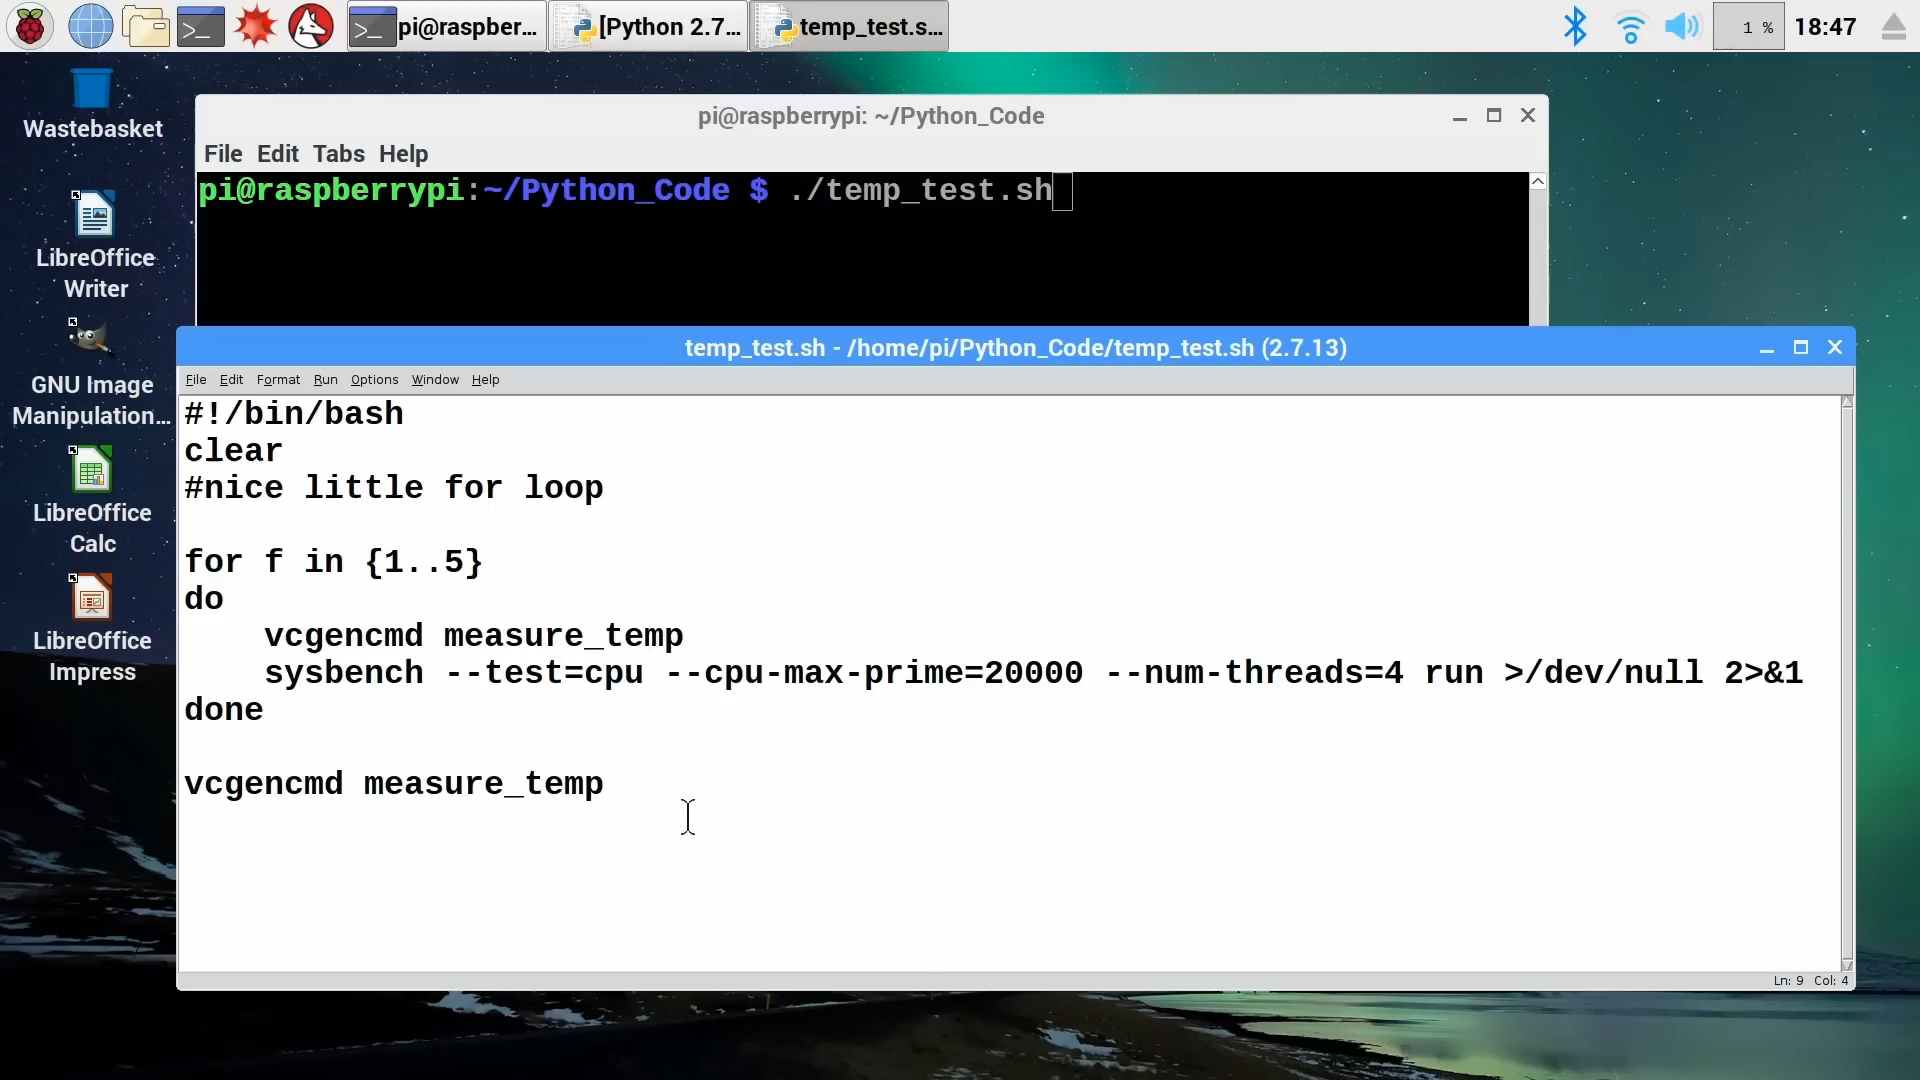 pi@raspber...
[Python 2.7...
temp_test.s...
1 %
18:47
Wastebasket
LibreOffice
Writer
GNU Image
Manipulation...
LibreOffice
Calc
LibreOffice
Impress
pi@raspberrypi: ~/Python_Code
File Edit Tabs Help
pi@raspberrypi:~/Python_Code $ ./temp_test.sh
temp_test.sh - /home/pi/Python_Code/temp_test.sh (2.7.13)
File Edit Format Run Options Window Help
#!/bin/bash
clear
#nice little for loop
for f in {1..5}
do
vcgencmd measure_temp
sysbench --test=cpu --cpu-max-prime=20000 --num-threads=4 run >/dev/null 2>&1
done
vcgencmd measure_temp
Ln: 9 Col: 4